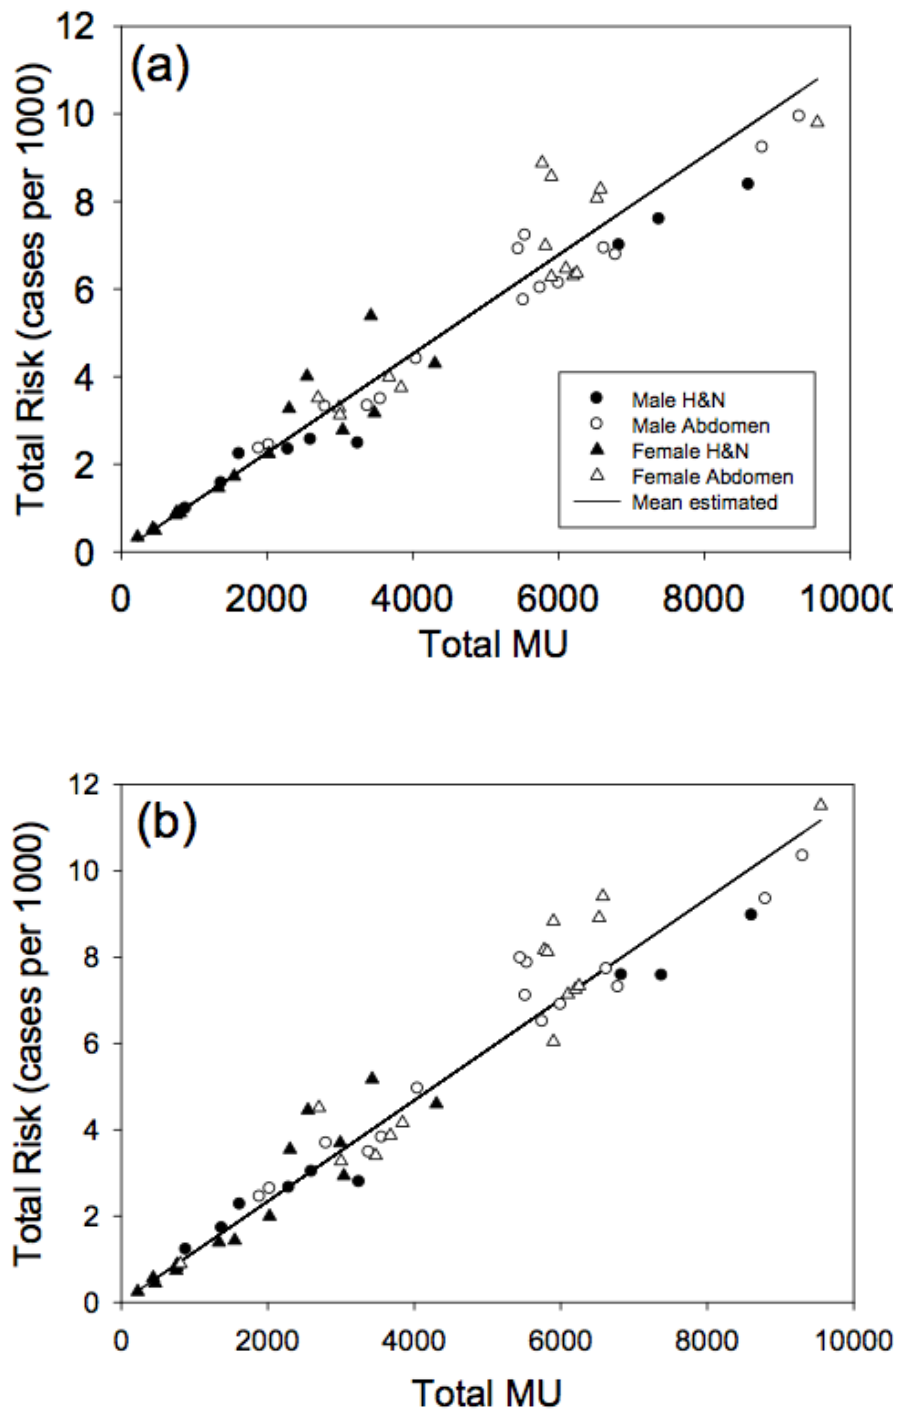 (a)
Total Risk (cases per 1000)
12
10
8
6
4
2
0
Male H&N
Male Abdomen
Female H&N
Female Abdomen
Mean estimated
0 2000 4000 6000 8000 1000(
Total MU
(b)
Total Risk (cases per 1000)
12
10
8
6
4
2
0
0 2000 4000 6000 8000 10000
Total MU